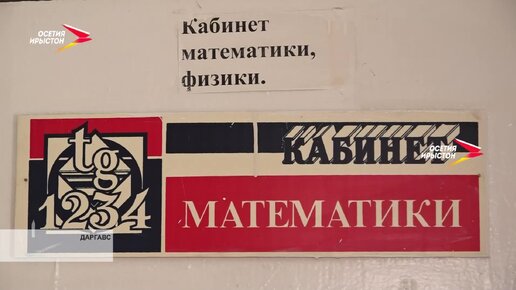 ОСЕТИЯ
ИРЫСТОН
Кабинет
математики,
физики.
КАБИНЕТ
ОСЕТИЯ
ИРЫСТОН
tg
1234
МАТЕМАТИКИ
ДАРГАВС